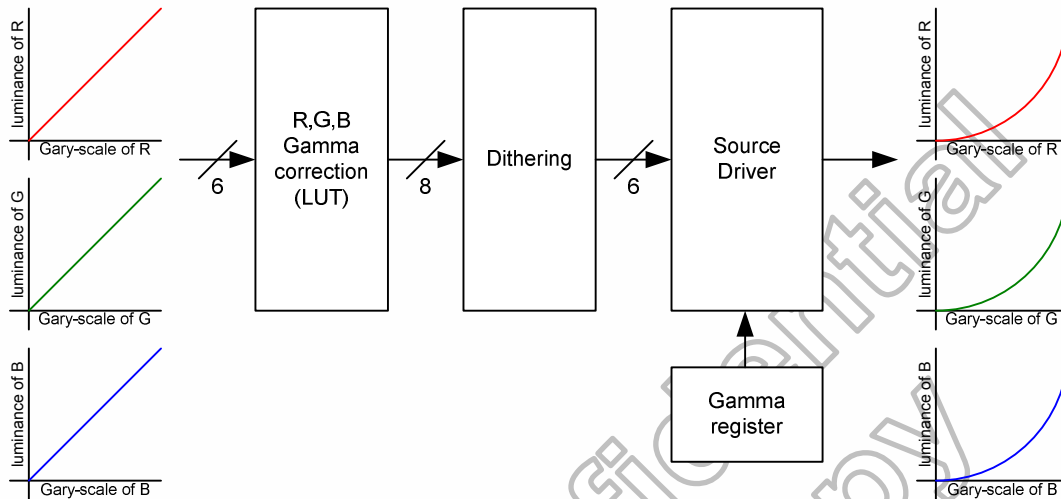 luminance of R
Gary-scale of R
luminance of G
Gary-scale of G
luminance of B
Gary-scale of B
6
R,G,B
Gamma
correction
(LUT)
8
Dithering
6
Source
Driver
Gamma
register
luminance of R
Gary-scale of R
luminance of G
Gary-scale of G
luminance of B
Gary-scale of B
fidential
py